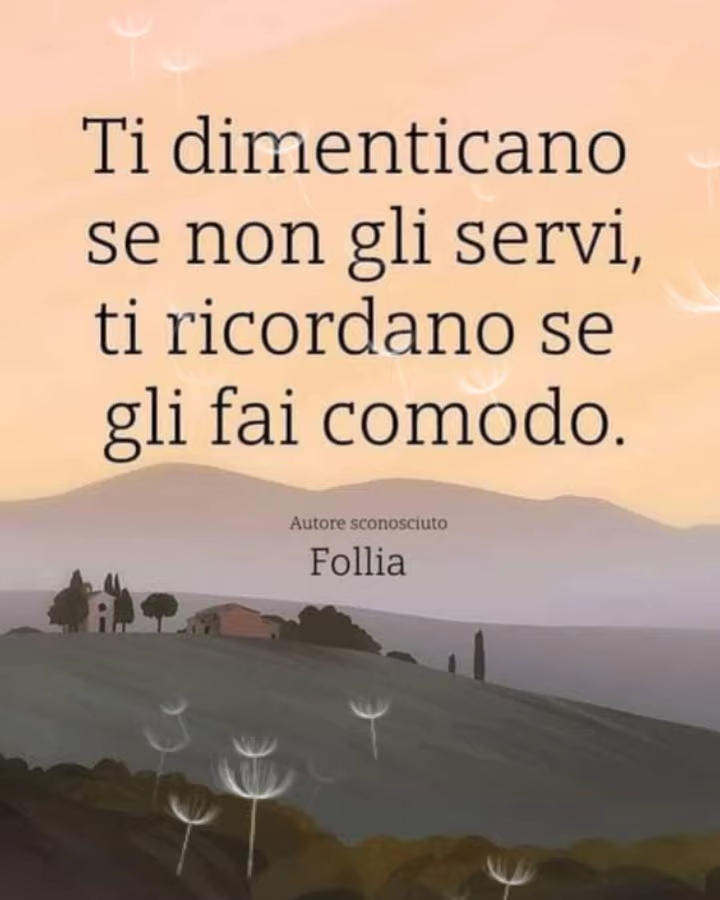 Ti dimenticano
se non gli servi,
ti ricordano se
gli fai comodo.
Autore sconosciuto
Follia